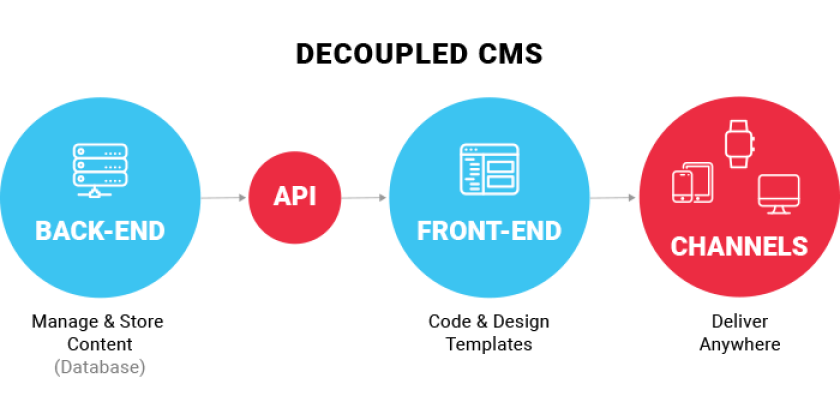 DECOUPLED CMS
BACK-END
API
FRONT-END
CHANNELS
Manage & Store
Content
(Database)
Code & Design
Templates
Deliver
Anywhere